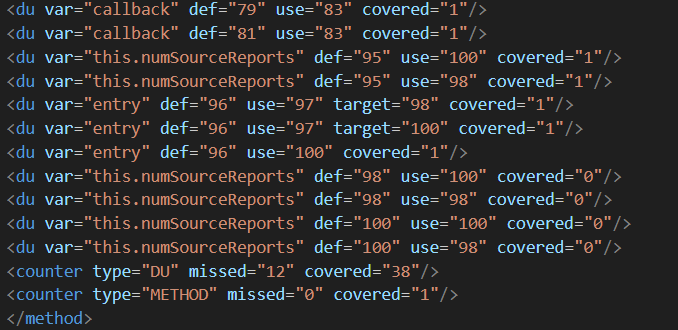 <du var="callback" def="79" use="83" covered="1"/>
<du var="callback" def="81" use="83" covered="1"/>
<du var="this.numSourceReports" def="95" use="100" covered="1"/>
<du var="this.numSourceReports" def="95" use="98" covered="1"/>
<du var="entry" def="96" use="97" target="98" covered="1"/>
<du var="entry" def="96" use="97" target="100" covered="1"/>
<du var="entry" def="96" use="100" covered="1"/>
<du var="this.numSourceReports" def="98" use="100" covered="0"/>
<du var="this.numSourceReports" def="98" use="98" covered="0"/>
<du var="this.numSourceReports" def="100" use="100" covered="0"/>
<du var="this.numSourceReports" def="100" use="98" covered="0"/>
<counter type="DU" missed="12" covered="38"/>
<counter type="METHOD" missed="0" covered="1"/>
</method>